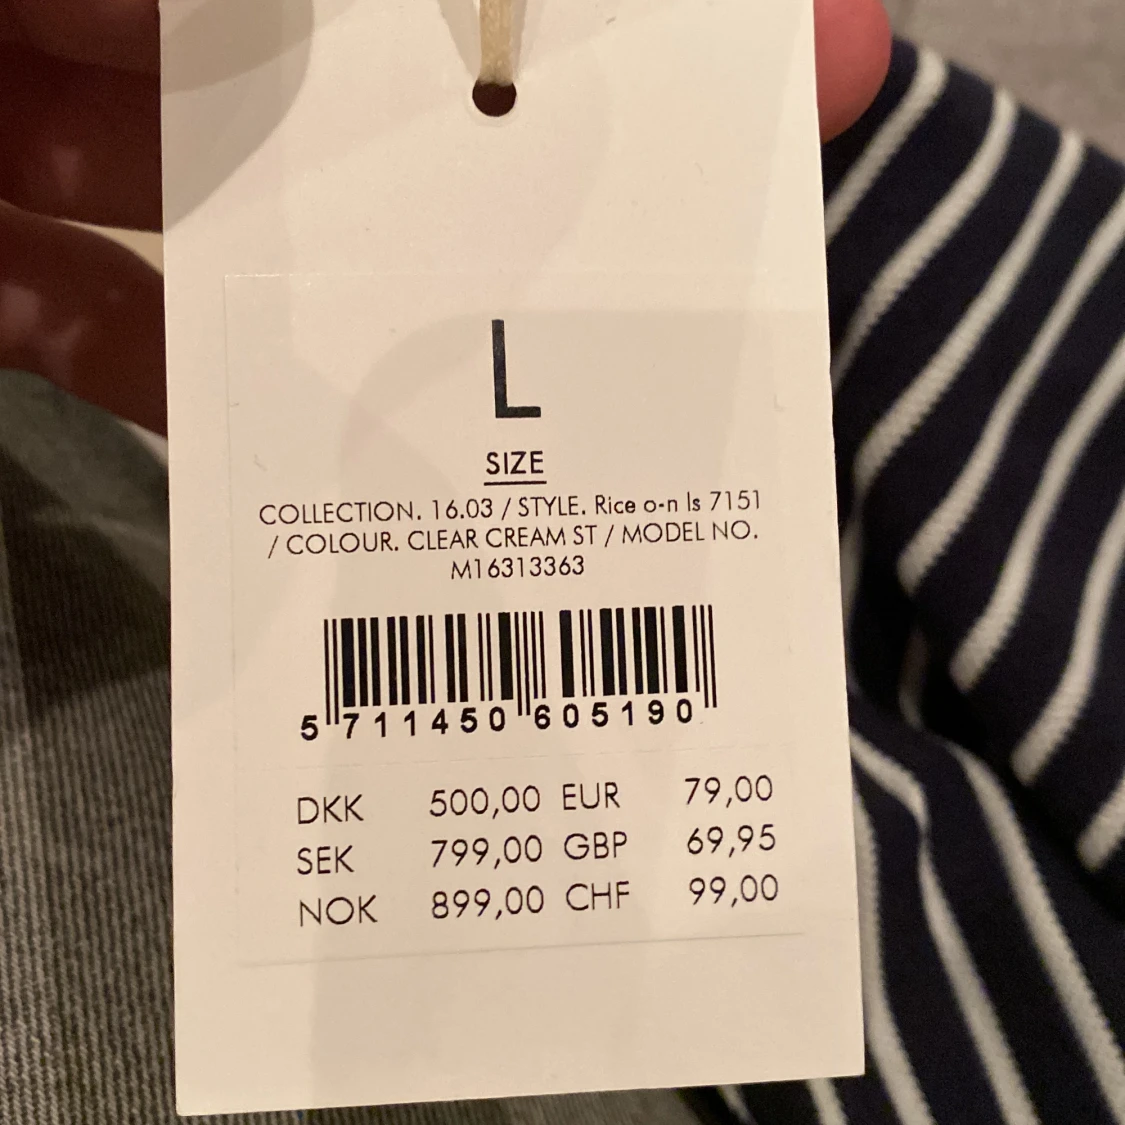 L
SIZE
COLLECTION. 16.03 / STYLE. Rice o-n ls 7151
/ COLOUR. CLEAR CREAM ST / MODEL NO.
M16313363
5 711450 605190
DKK 500,00 EUR 79,00
SEK 799,00 GBP 69,95
NOK 899,00 CHF 99,00